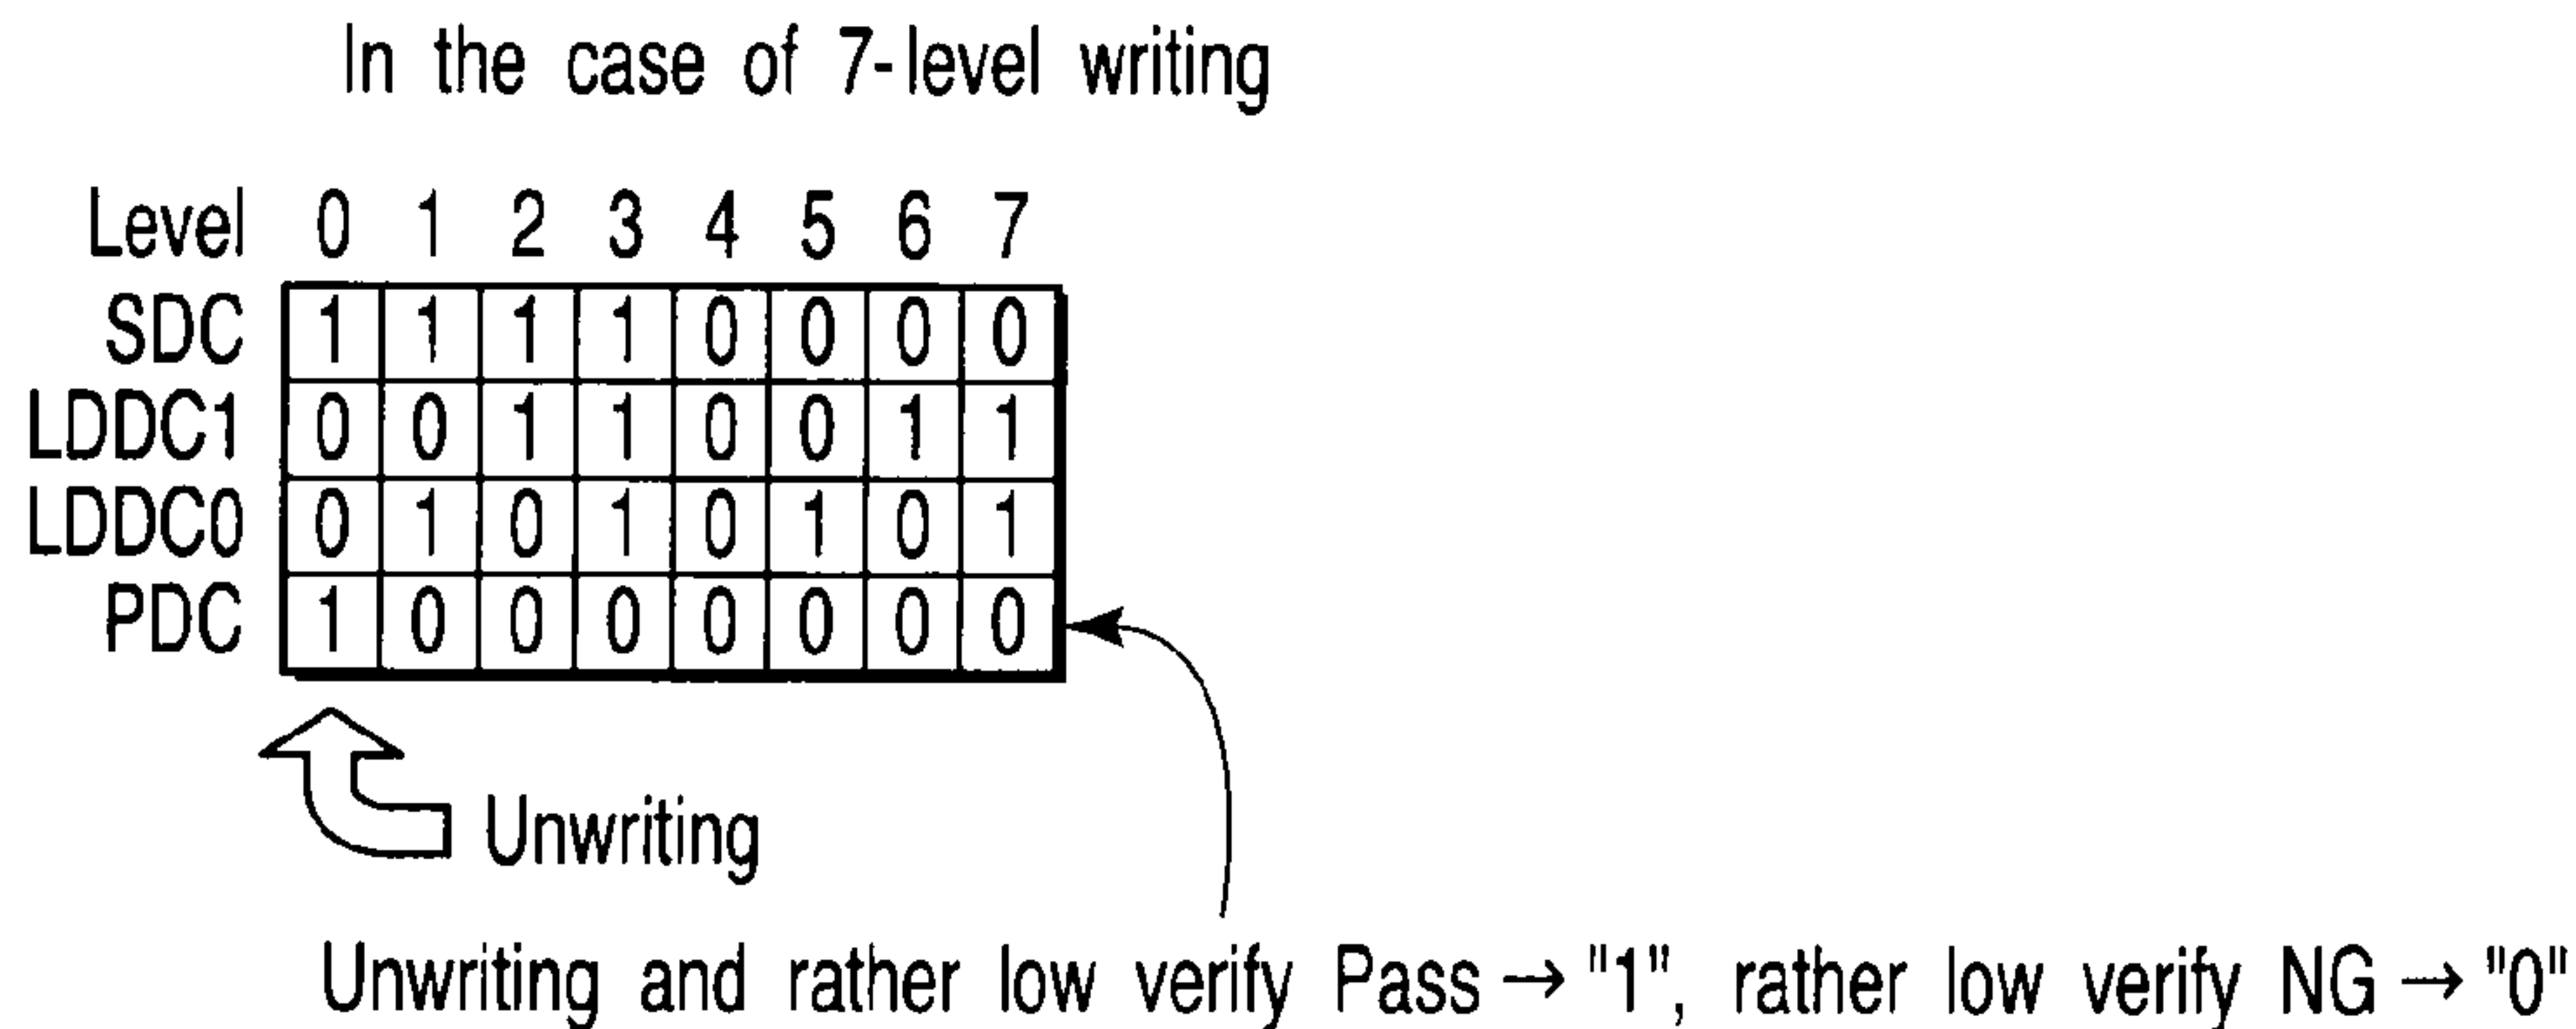 In the case of 7-level writing
Level 0 1 2 3 4 5 6 7
SDC 1 1 1 1 0 0 0 0
LDDC1 0 0 1 1 0 0 1 1
LDDC0 0 1 0 1 0 1 0 1
PDC 1 0 0 0 0 0 0 0
Unwriting
Unwriting and rather low verify Pass → "1", rather low verify NG → "0"